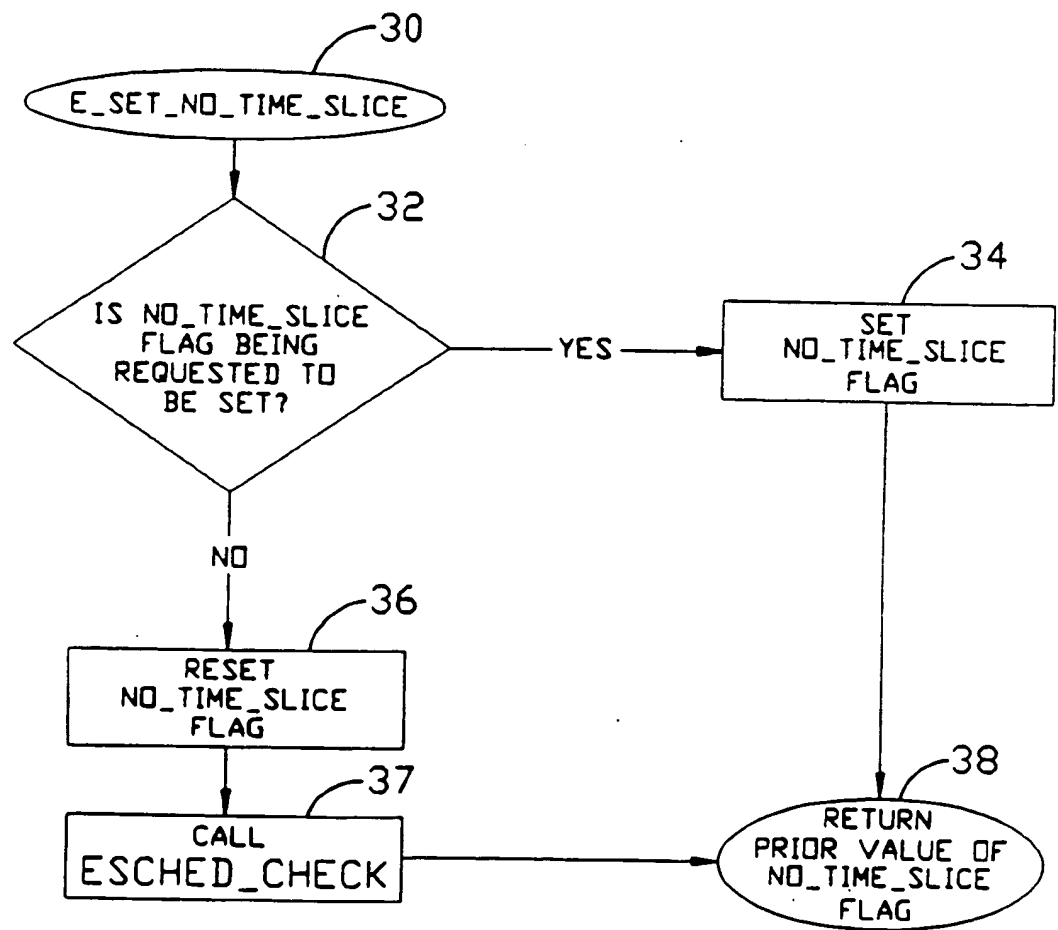 30
E_SET_NO_TIME_SLICE
32
IS NO_TIME_SLICE
FLAG BEING
REQUESTED TO
BE SET?
YES
34
SET
NO_TIME_SLICE
FLAG
NO
36
RESET
NO_TIME_SLICE
FLAG
37
CALL
ESCHED_CHECK
38
RETURN
PRIOR VALUE OF
NO_TIME_SLICE
FLAG